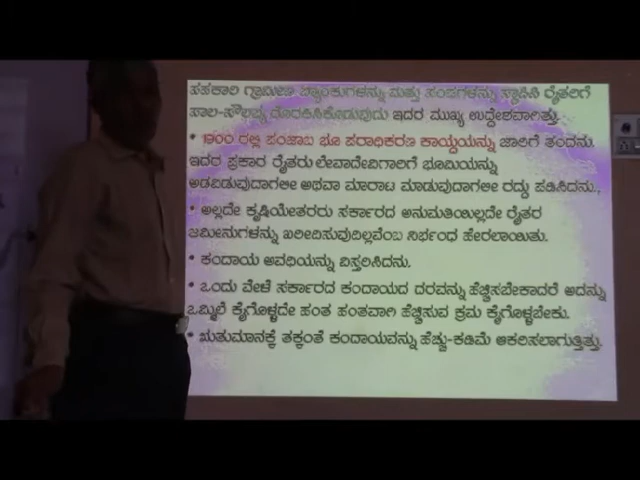 ಸಹಕಾರಿ ಗ್ರಾಮೀಣ ಬ್ಯಾಂಕುಗಳನ್ನು ಮತ್ತು ಸಂಘಗಳನ್ನು ಸ್ಥಾಪಿಸಿ ರೈತರಿಗೆ
ಸಾಲ-ಸೌಲಭ್ಯ ದೊರಕಿಸಿಕೊಡುವುದು ಇದರ ಮುಖ್ಯ ಉದ್ದೇಶವಾಗಿತ್ತು.
* 1900 ರಲ್ಲಿ ಪಂಜಾಬ ಭೂ ಪರಾಧಿಕರಣ ಕಾಯ್ದೆಯನ್ನು ಜಾರಿಗೆ ತಂದನು.
ಇದರ ಪ್ರಕಾರ ರೈತರು ಲೇವಾದೇವಿಗಾರಿಗೆ ಭೂಮಿಯನ್ನು
ಅಡವಿಡುವುದಾಗಲೀ ಅಥವಾ ಮಾರಾಟ ಮಾಡುವುದಾಗಲೀ ರದ್ದು ಪಡಿಸಿದನು.,
* ಅಲ್ಲದೇ ಕೃಷಿಯೇತರರು ಸರ್ಕಾರದ ಅನುಮತಿಯಿಲ್ಲದೇ ರೈತರ
ಜಮೀನುಗಳನ್ನು ಖರೀದಿಸುವುದಿಲ್ಲವೆಂಬ ನಿರ್ಭಂಧ ಹೇರಲಾಯಿತು.
* ಕಂದಾಯ ಅವಧಿಯನ್ನು ವಿಸ್ತರಿಸಿದನು.
* ಒಂದು ವೇಳೆ ಸರ್ಕಾರದ ಕಂದಾಯದ ದರವನ್ನು ಹೆಚ್ಚಿಸಬೇಕಾದರೆ ಅದನ್ನು
ಒಮ್ಮಿಲೆ ಕೈಗೊಳ್ಳದೇ ಹಂತ ಹಂತವಾಗಿ ಹೆಚ್ಚಿಸುವ ಕ್ರಮ ಕೈಗೊಳ್ಳಬೇಕು.
* ಋತುಮಾನಕ್ಕೆ ತಕ್ಕಂತೆ ಕಂದಾಯವನ್ನು ಹೆಚ್ಚು-ಕಡಿಮೆ ಆಕರಿಸಲಾಗುತ್ತಿತ್ತು.